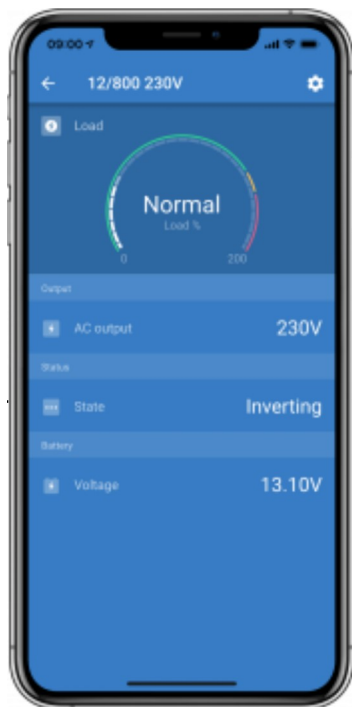 09:00
12/800 230V
Load
Normal
Load %
0 200
Output
AC output 230V
Status
State Inverting
Battery
Voltage 13.10V